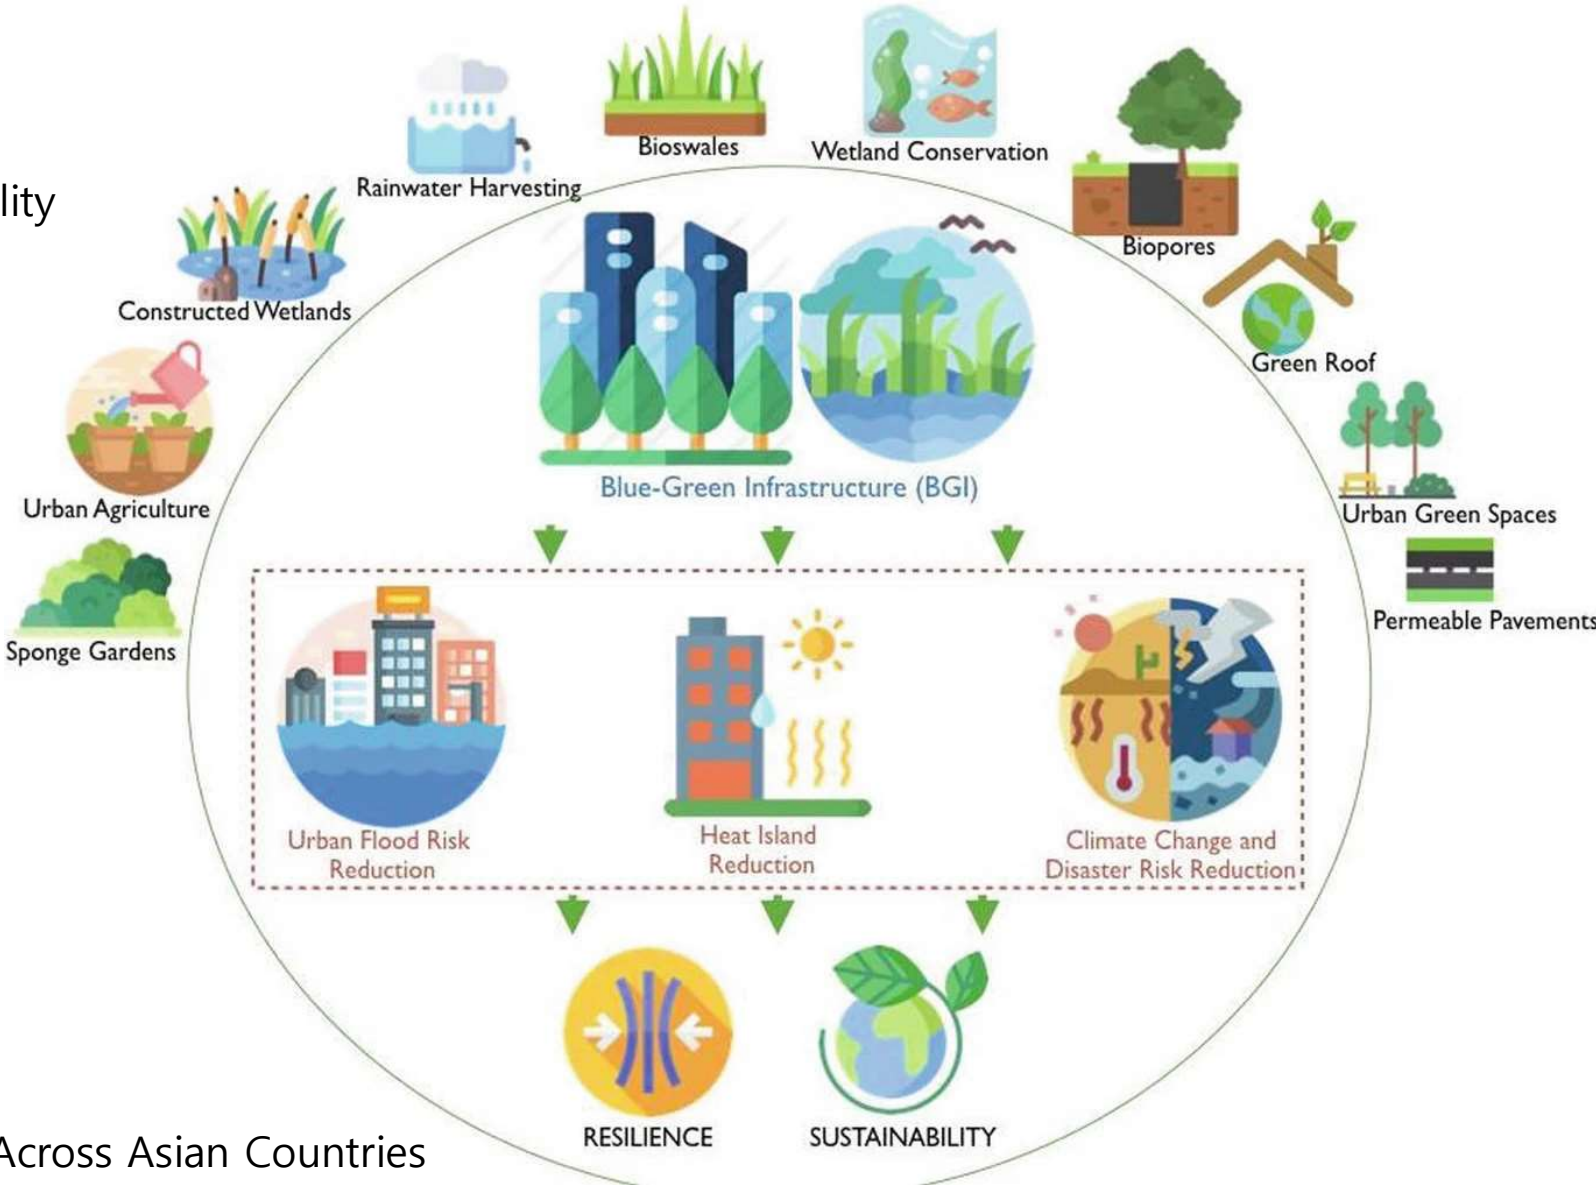 Bioswales
Wetland Conservation
Rainwater Harvesting
lity
Biopores
Constructed Wetlands
Green Roof
Blue-Green Infrastructure (BGI)
Urban Agriculture
Urban Green Spaces
Permeable Pavements
Sponge Gardens
Urban Flood Risk
Reduction
Heat Island
Reduction
Climate Change and
Disaster Risk Reduction
RESILIENCE
SUSTAINABILITY
Across Asian Countries